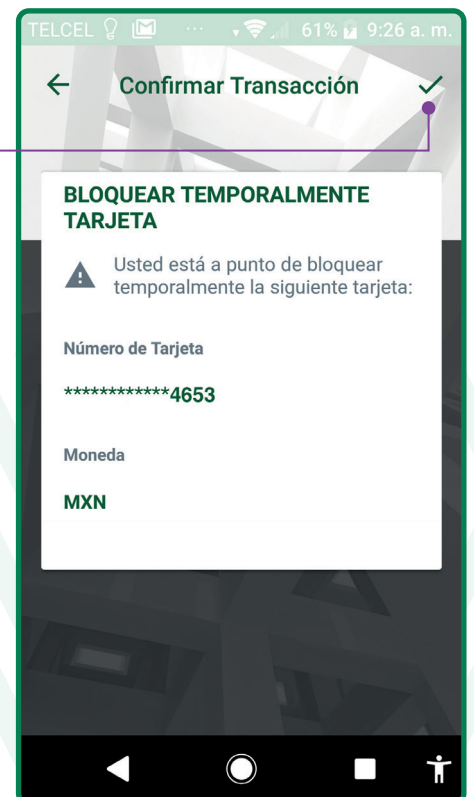 TELCEL 61% 9:26 a. m.
Confirmar Transacción
BLOQUEAR TEMPORALMENTE
TARJETA
Usted está a punto de bloquear
temporalmente la siguiente tarjeta:
Número de Tarjeta
************4653
Moneda
MXN